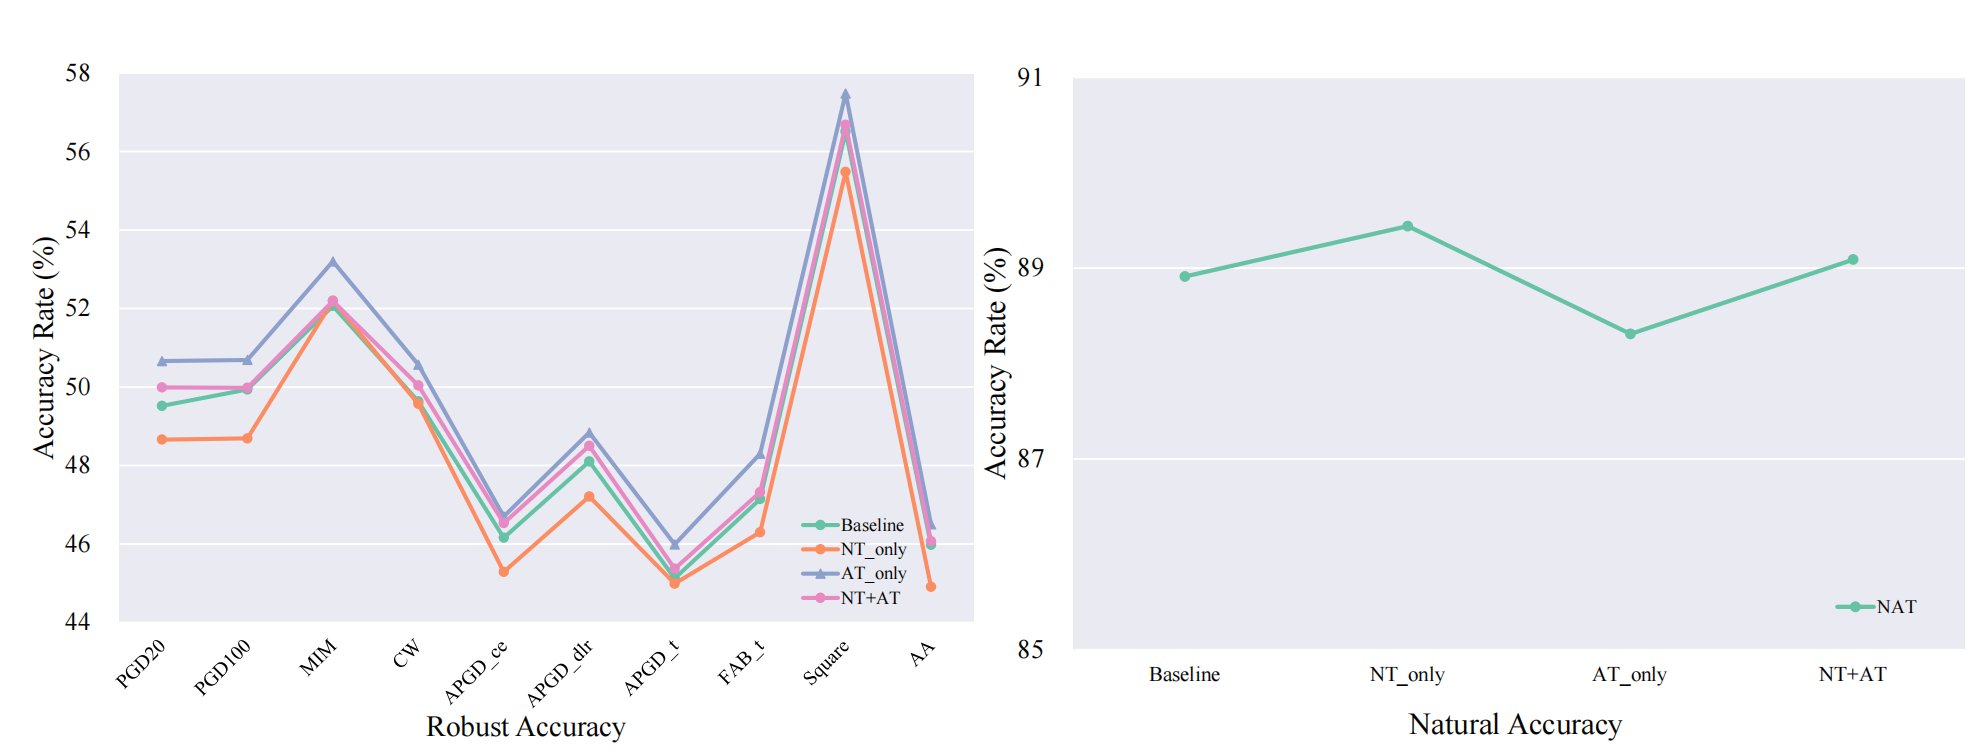 58
56
54
52
50
48
46
44
Accuracy Rate (%)
Baseline
NT_only
AT_only
NT+AT
PGD20
PGD100
MIM
CW
APGD_ce
APGD_dlr
APGD_t
FAB_t
Square
AA
Robust Accuracy
91
89
87
85
Accuracy Rate (%)
NAT
Baseline
NT_only
AT_only
NT+AT
Natural Accuracy